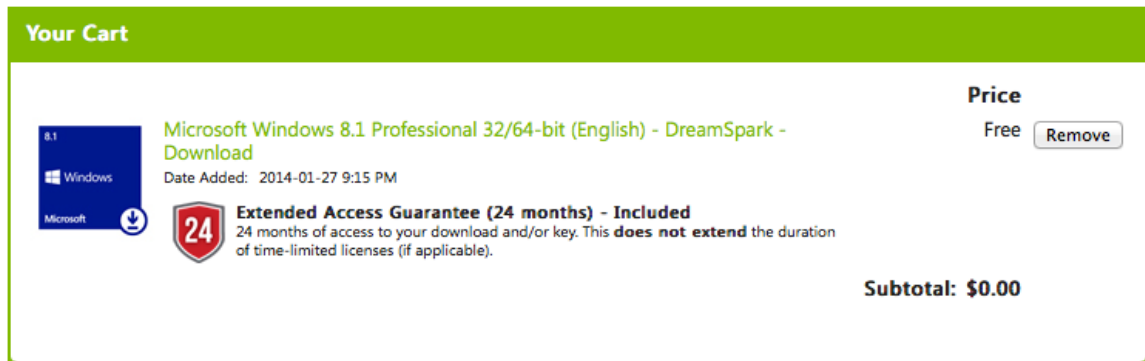 Your Cart
Price
Microsoft Windows 8.1 Professional 32/64-bit (English) - DreamSpark -
Download
Free
Remove
Date Added: 2014-01-27 9:15 PM
8.1
Windows
Microsoft
24
Extended Access Guarantee (24 months) - Included
24 months of access to your download and/or key. This does not extend the duration
of time-limited licenses (if applicable).
Subtotal: $0.00